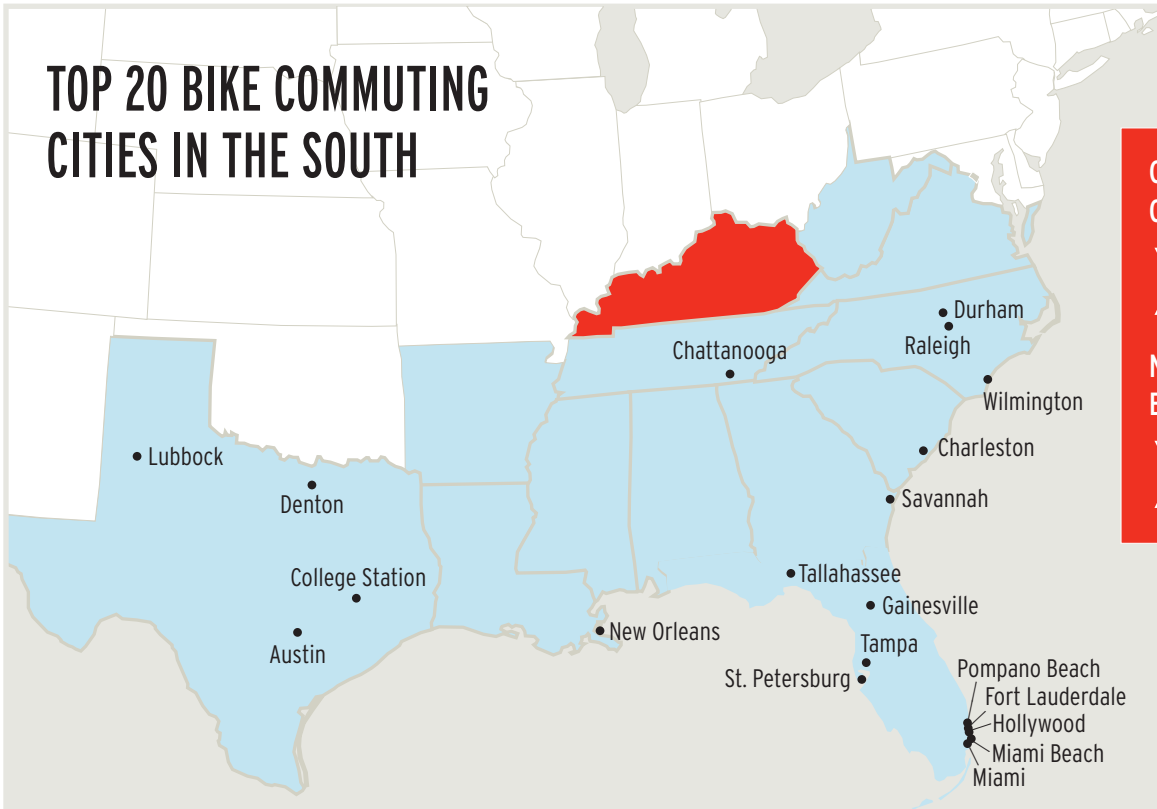 TOP 20 BIKE COMMUTING
CITIES IN THE SOUTH
Durham
Raleigh
Chattanooga
Wilmington
Charleston
Lubbock
Denton
Savannah
College Station
Tallahassee
Gainesville
New Orleans
Austin
Tampa
St. Petersburg
Pompano Beach
Fort Lauderdale
Hollywood
Miami Beach
Miami